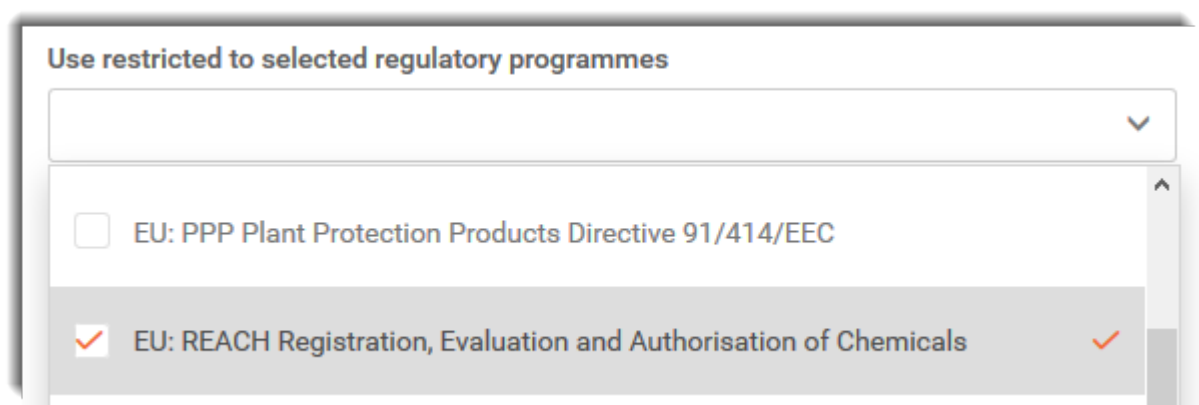 Use restricted to selected regulatory programmes
EU: PPP Plant Protection Products Directive 91/414/EEC
EU: REACH Registration, Evaluation and Authorisation of Chemicals